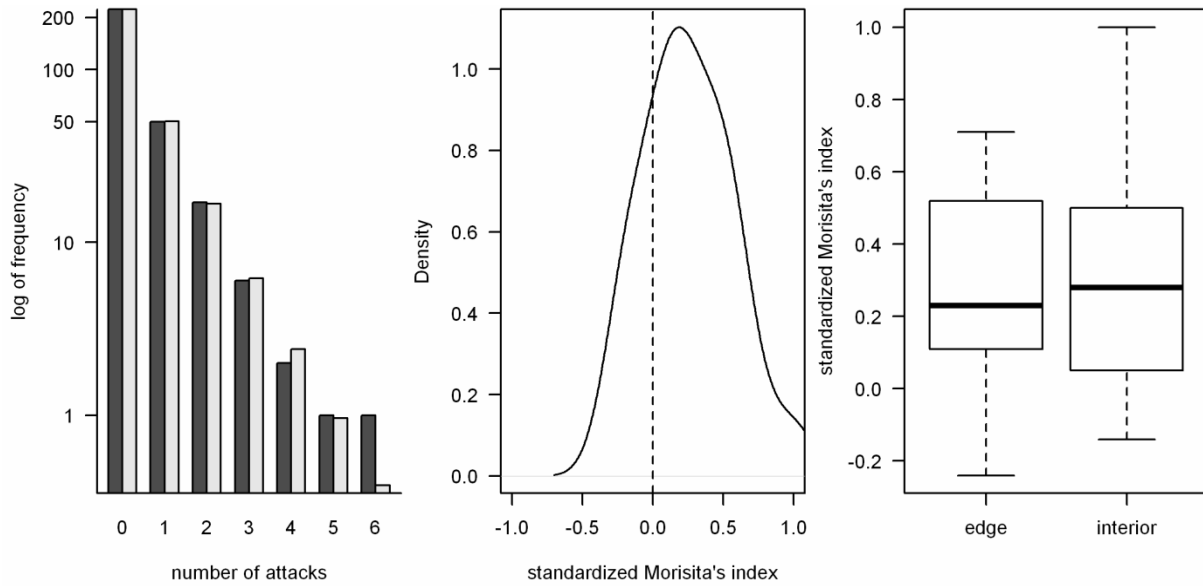 log of frequency
200
100
50
10
1
0 1 2 3 4 5 6
number of attacks
Density
1.0
0.8
0.6
0.4
0.2
0.0
-1.0 -0.5 0.0 0.5 1.0
standardized Morisita's index
standardized Morisita's index
1.0
0.8
0.6
0.4
0.2
0.0
-0.2
edge interior